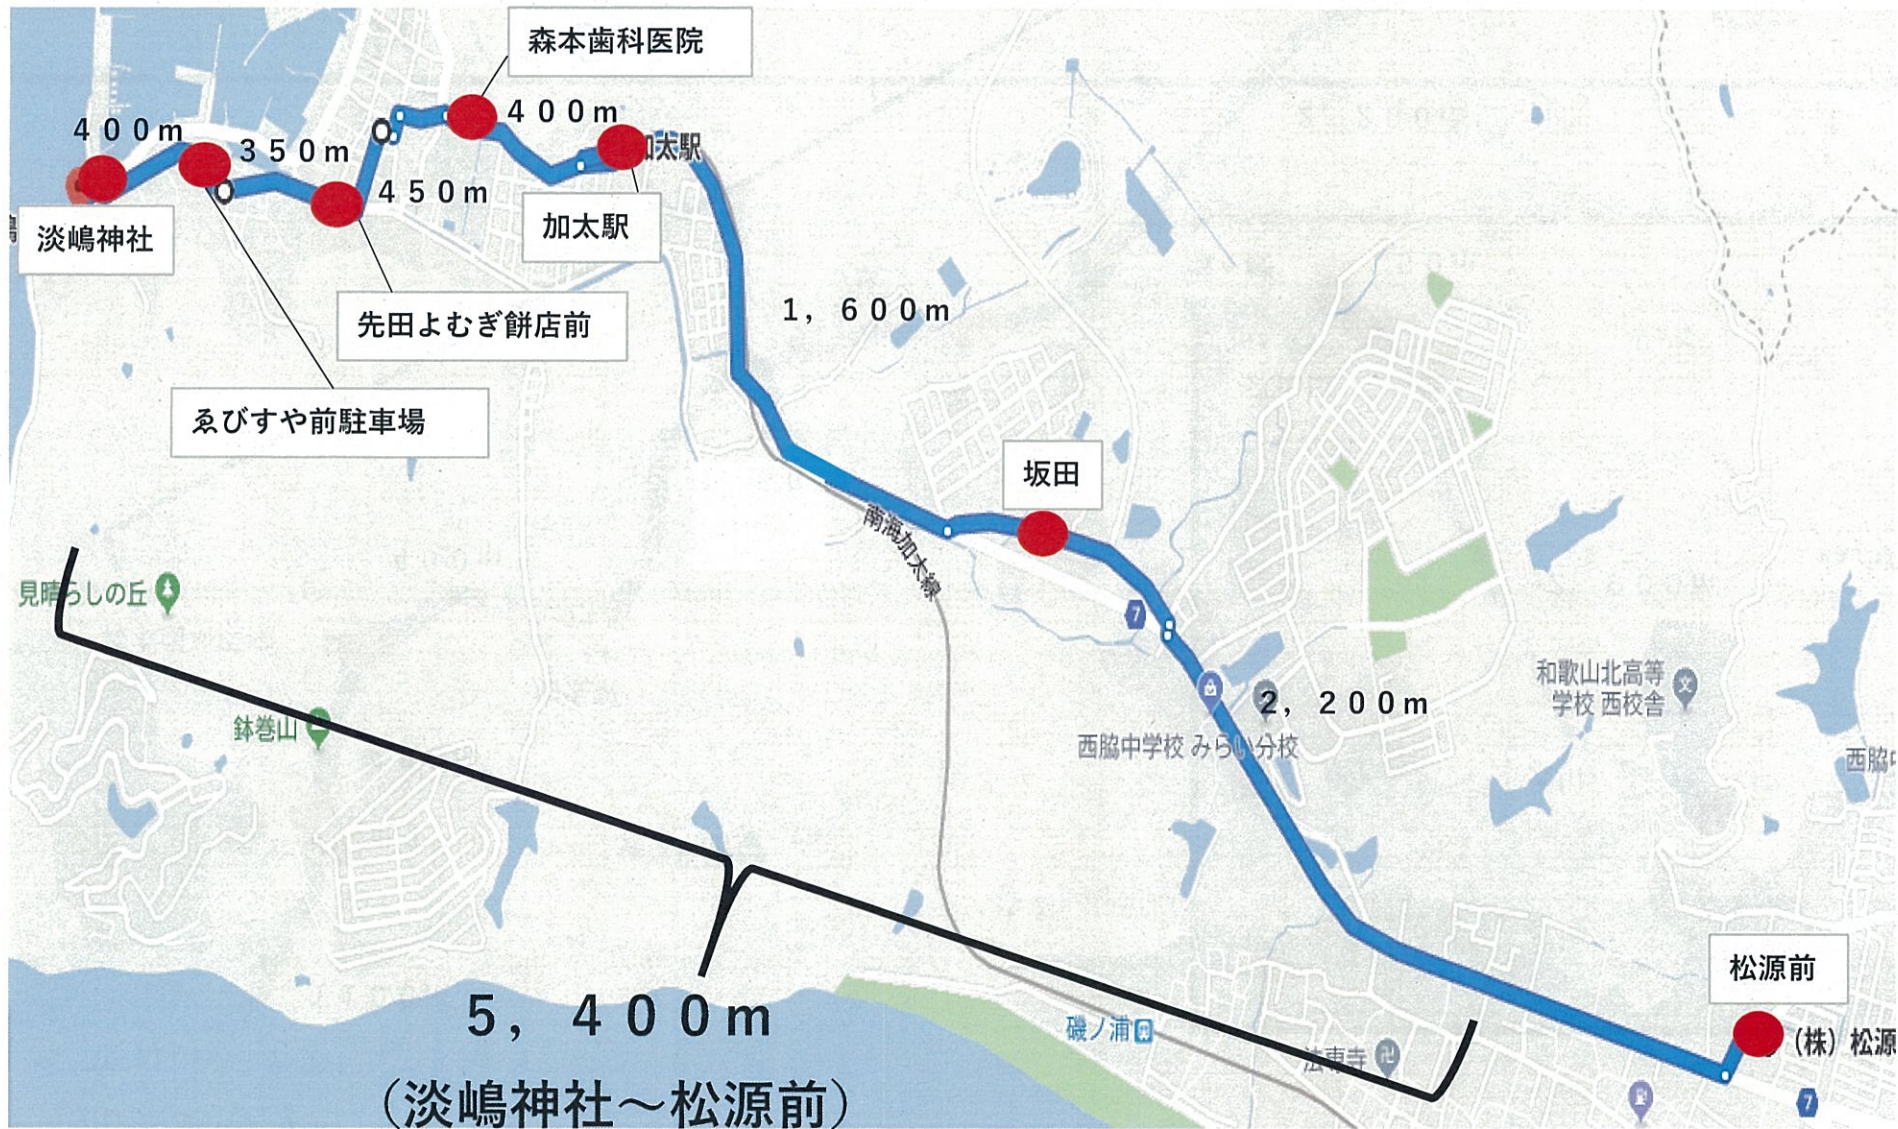 森本歯科医院
400m
400m
加太駅
350m
450m
淡嶋神社
加太駅
先田よむぎ餅店前
1,600m
ゑびすや前駐車場
坂田
南海加太線
見晴らしの丘
7
和歌山北高等
学校 西校舎
文
2,200m
鉢巻山
西脇中学校 みらい分校
西脇中
松源前
5,400m
磯ノ浦
(株)松源
法専寺
卍
(淡嶋神社~松源前)
7